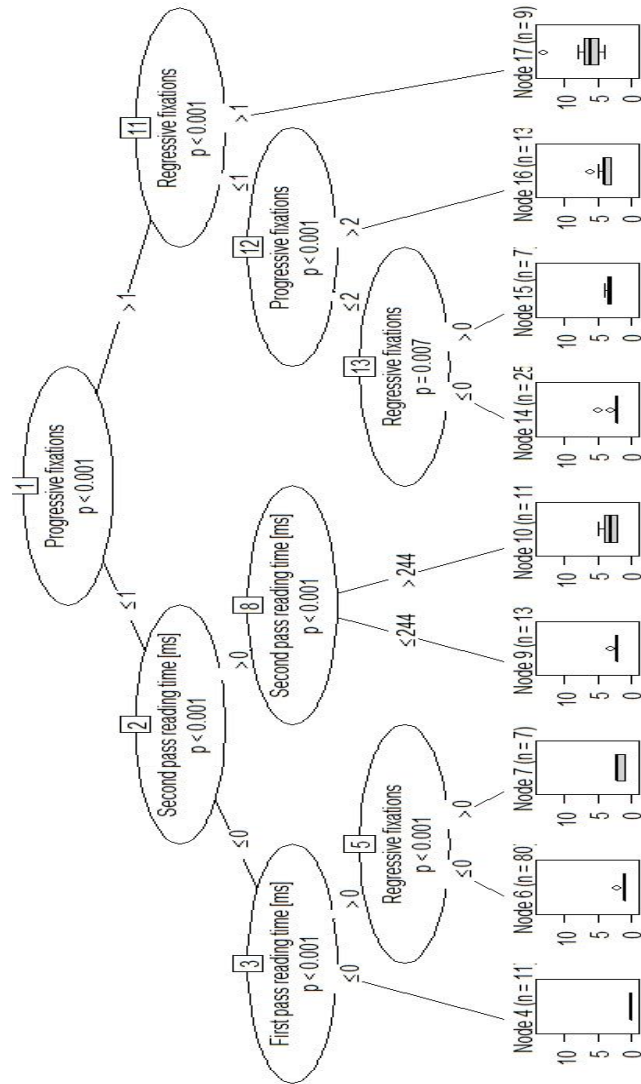 1
Progressive fixations
p < 0.001
≤1
>1
2
Second pass reading time [ms]
p < 0.001
≤0
>0
3
First pass reading time [ms]
p < 0.001
≤0
>0
5
Regressive fixations
p < 0.001
≤0
>0
8
Second pass reading time [ms]
p < 0.001
≤244
>244
11
Regressive fixations
p < 0.001
≤1
>1
12
Progressive fixations
p < 0.001
≤2
>2
13
Regressive fixations
p = 0.007
≤0
>0
Node 4 (n = 11
10
5
0
Node 6 (n = 80
10
5
0
Node 7 (n = 7)
10
5
0
Node 9 (n = 13
10
5
0
Node 10 (n = 11
10
5
0
Node 14 (n = 25
10
5
0
Node 15 (n = 7
10
5
0
Node 16 (n = 13
10
5
0
Node 17 (n = 9)
10
5
0